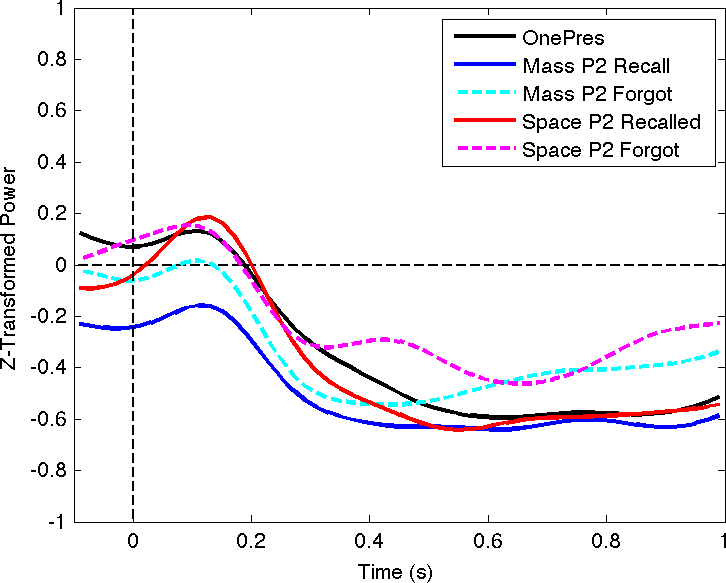 1
0.8
0.6
0.4
0.2
0
-0.2
-0.4
-0.6
-0.8
-1
Z-Transformed Power
OnePres
Mass P2 Recall
Mass P2 Forgot
Space P2 Recalled
Space P2 Forgot
0 0.2 0.4 0.6 0.8 1
Time (s)